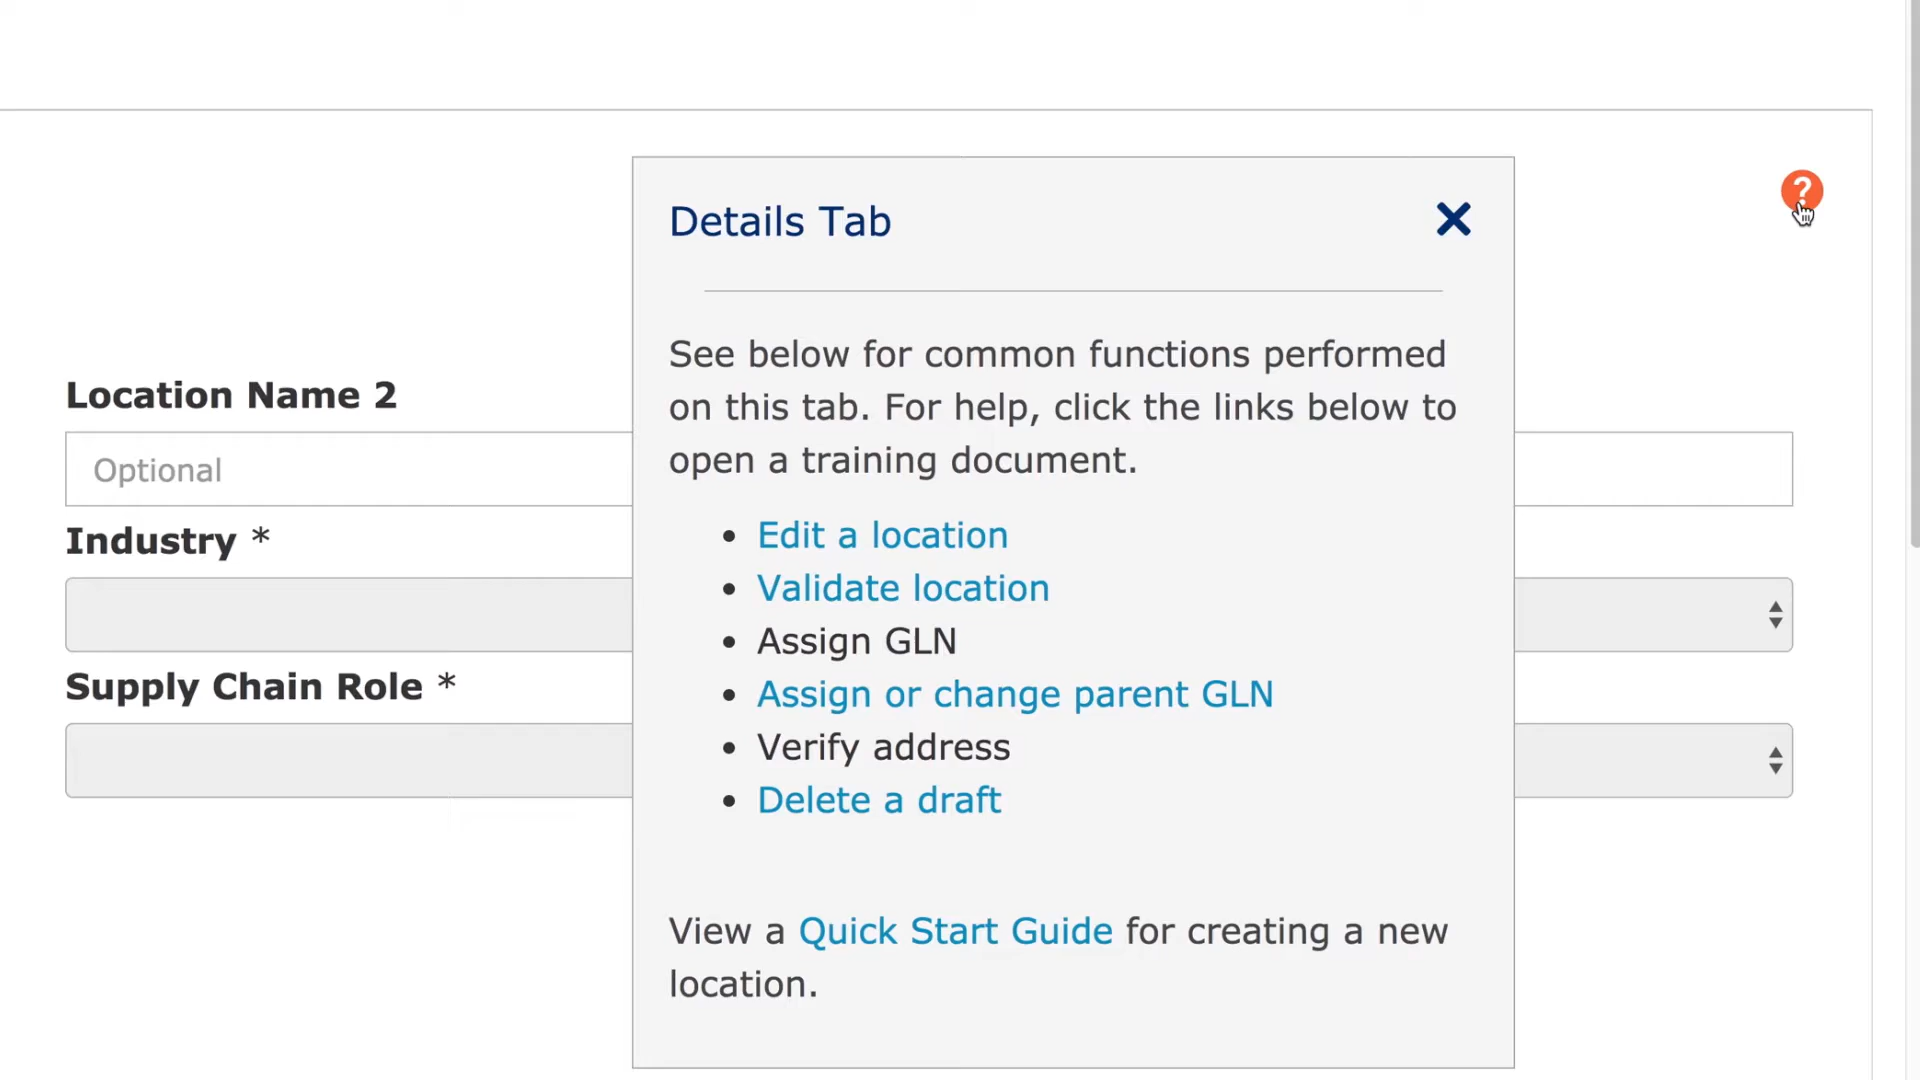 ?
Details Tab
See below for common functions performed
on this tab. For help, click the links below to
open a training document.
• Edit a location
• Validate location
• Assign GLN
• Assign or change parent GLN
• Verify address
• Delete a draft
View a Quick Start Guide for creating a new
location.
Location Name 2
Optional
Industry *
Supply Chain Role *